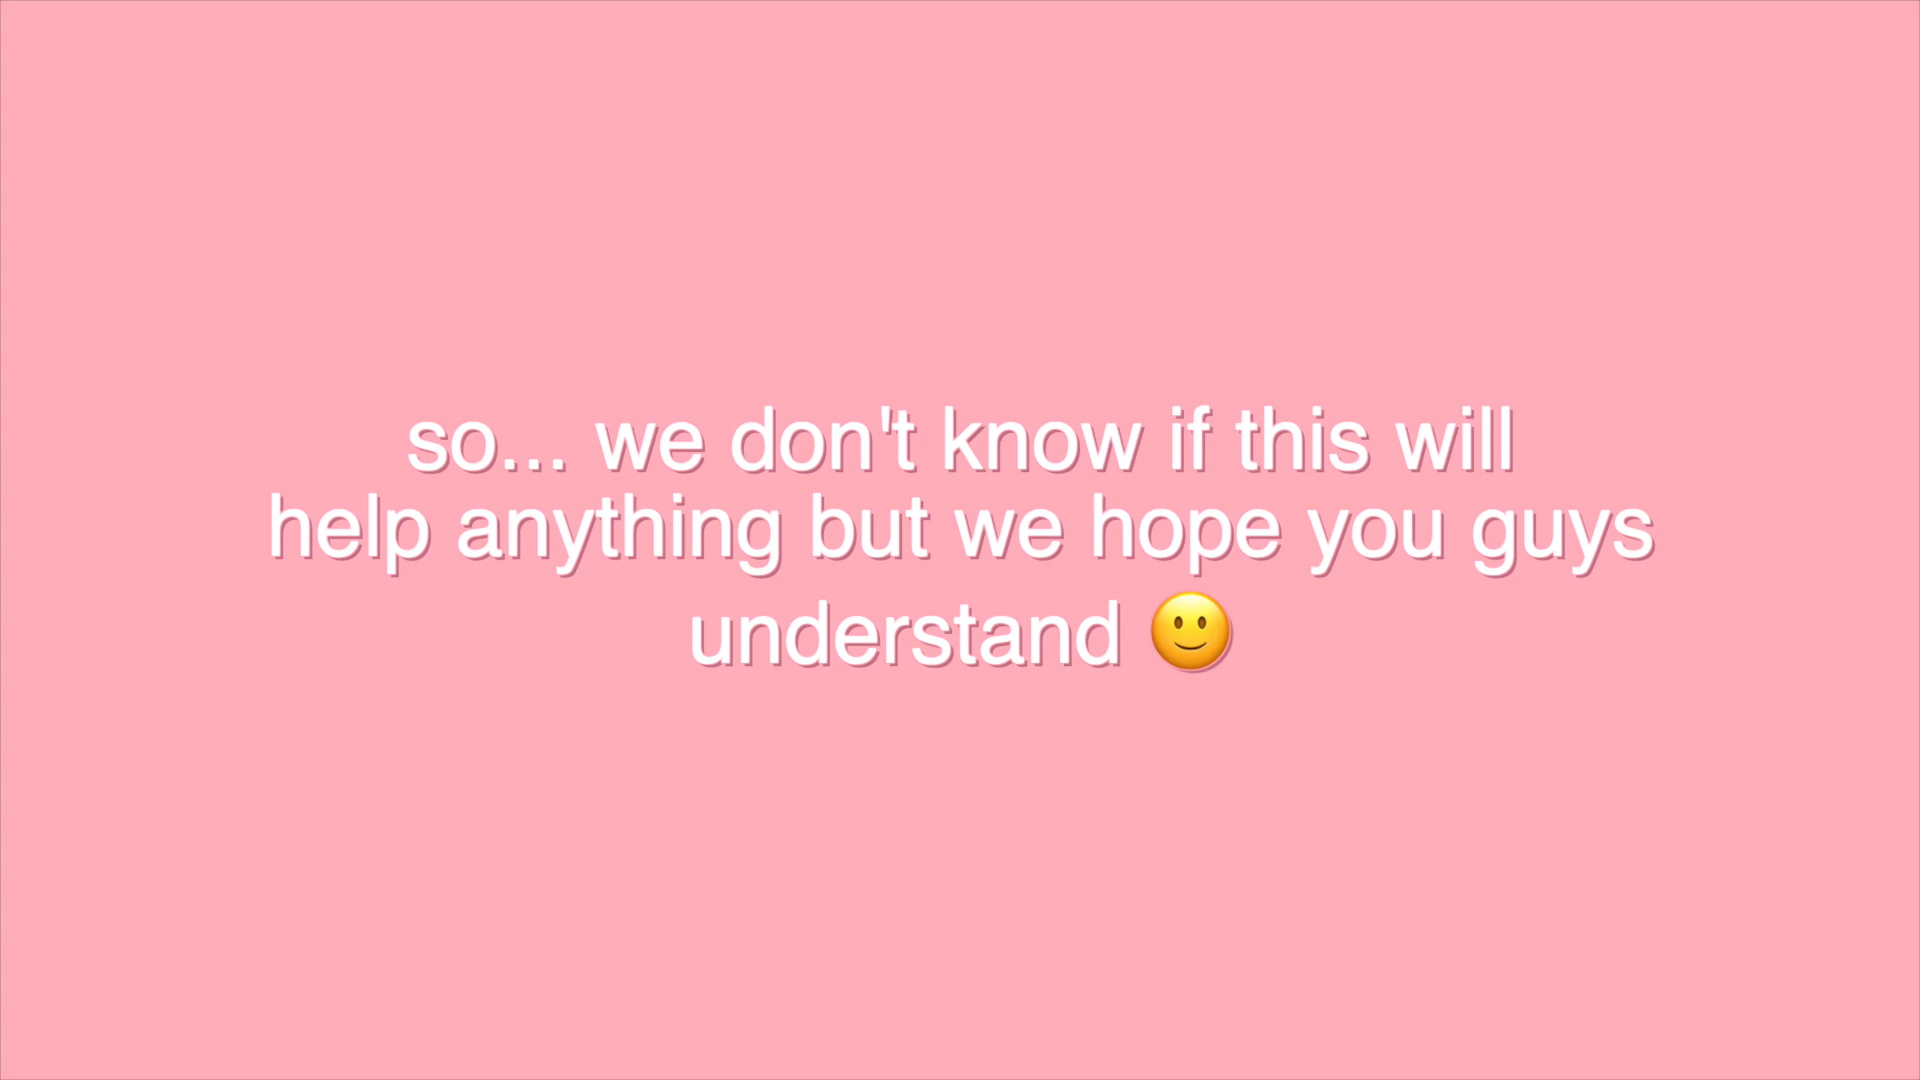 so... we don't know if this will
help anything but we hope you guys
understand 🙂